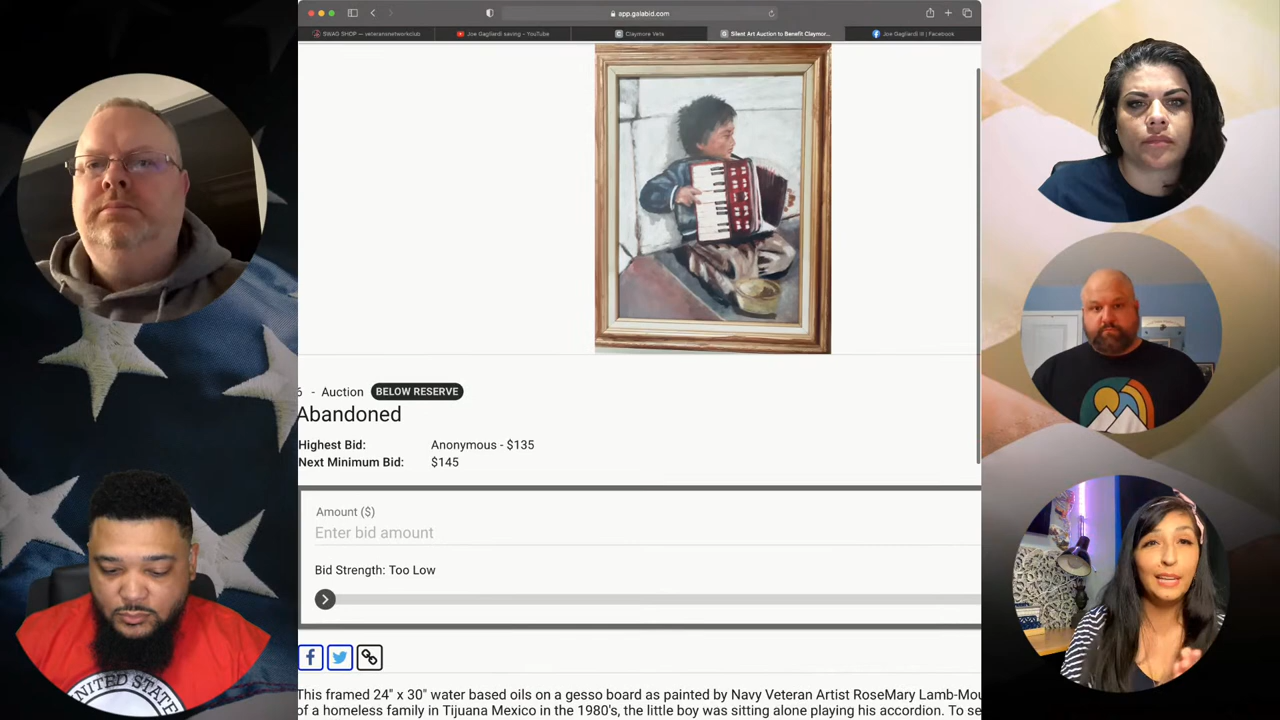 app.galabid.com
SWAG SHOP — veteransnetworkclub
Joe Gagliardi saving - YouTube
Claymore Vets
Silent Art Auction to Benefit Claymor...
Joe Gagliardi III | Facebook
6 - Auction BELOW RESERVE
Abandoned
Highest Bid: Anonymous - $135
Next Minimum Bid: $145
Amount ($)
Enter bid amount
Bid Strength: Too Low
This framed 24" x 30" water based oils on a gesso board as painted by Navy Veteran Artist RoseMary Lamb-Mou
of a homeless family in Tijuana Mexico in the 1980's, the little boy was sitting alone playing his accordion. To se
UNITED STATE